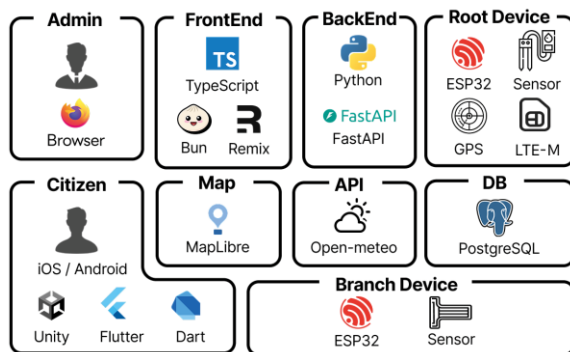 Admin
Browser
FrontEnd
TS
TypeScript
Bun
Remix
BackEnd
Python
FastAPI
FastAPI
Root Device
ESP32
Sensor
GPS
LTE-M
Citizen
iOS / Android
Unity
Flutter
Dart
Map
MapLibre
API
Open-meteo
DB
PostgreSQL
Branch Device
ESP32
Sensor